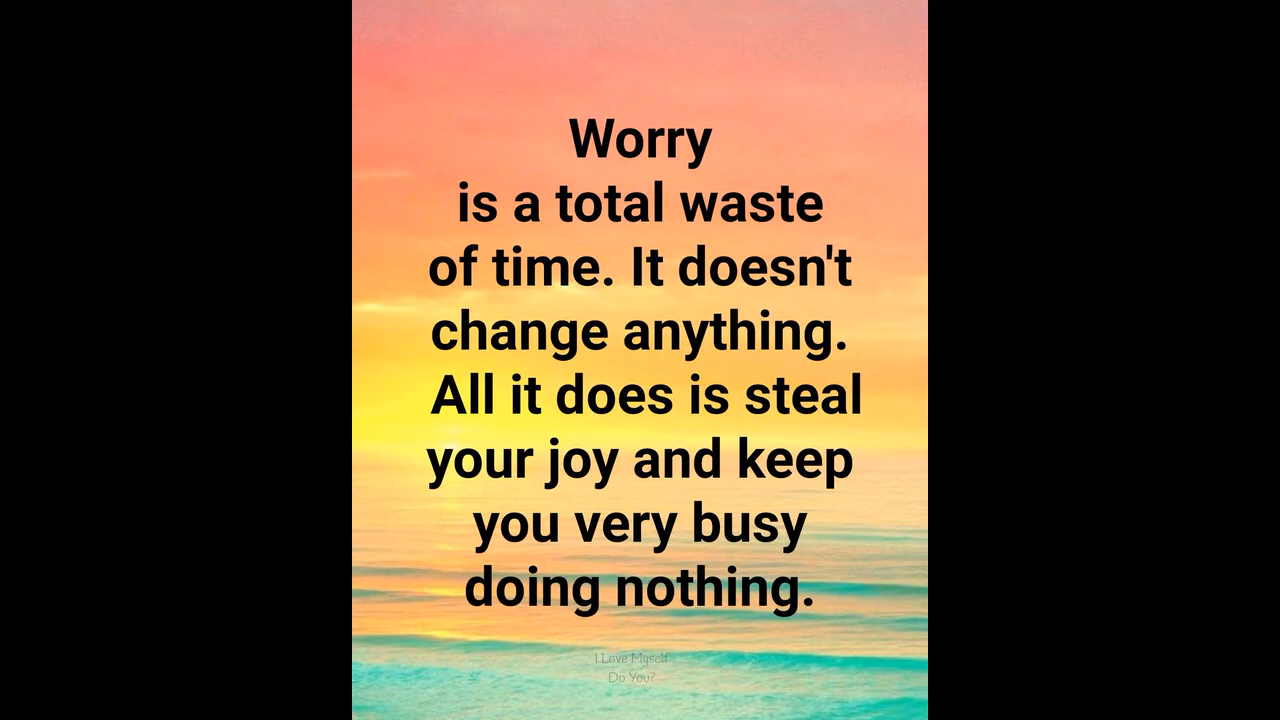 Worry
is a total waste
of time. It doesn't
change anything.
All it does is steal
your joy and keep
you very busy
doing nothing.
I Love Myself
Do You?